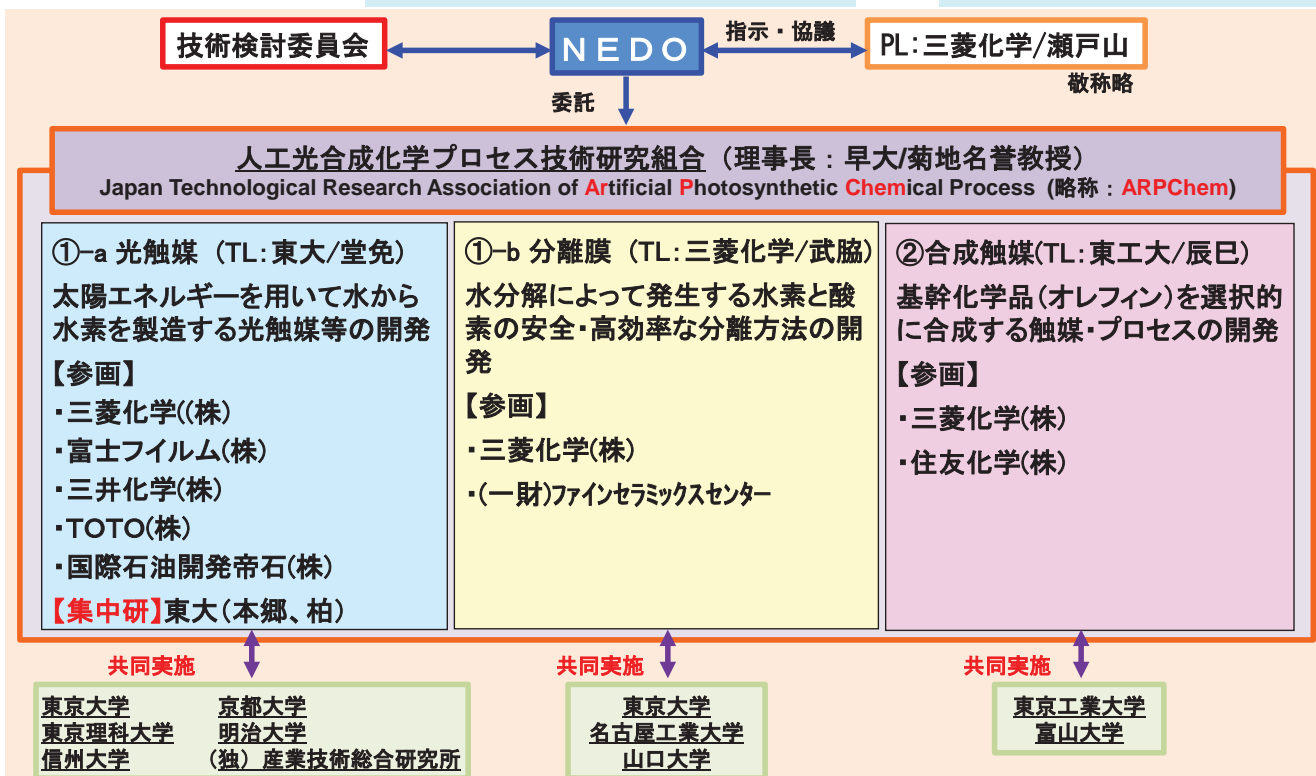 技術検討委員会
NEDO
指示・協議
PL:三菱化学/瀬戸山
敬称略
委託
人工光合成化学プロセス技術研究組合（理事長：早大/菊地名誉教授）
Japan Technological Research Association of Artificial Photosynthetic Chemical Process (略称：ARPChem)
①-a 光触媒（TL:東大/堂免）
太陽エネルギーを用いて水から
水素を製造する光触媒等の開発
【参画】
・三菱化学((株)
・富士フイルム(株)
・三井化学(株)
・TOTO(株)
・国際石油開発帝石(株)
【集中研】東大(本郷、柏)
①-b 分離膜（TL:三菱化学/武脇)
水分解によって発生する水素と酸
素の安全・高効率な分離方法の開
発
【参画】
・三菱化学(株)
・(一財)ファインセラミックスセンター
②合成触媒(TL:東工大/辰巳)
基幹化学品(オレフィン)を選択的
に合成する触媒・プロセスの開発
【参画】
・三菱化学(株)
・住友化学(株)
共同実施
東京大学 京都大学
東京理科大学 明治大学
信州大学 （独）産業技術総合研究所
共同実施
東京大学
名古屋工業大学
山口大学
共同実施
東京工業大学
富山大学